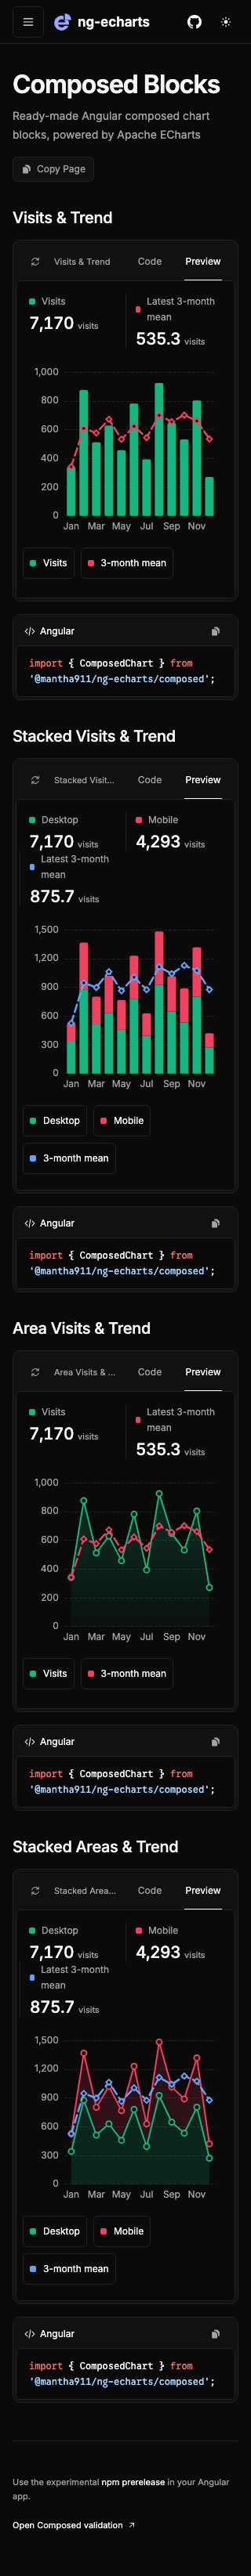 ng-echarts
Composed Blocks
Ready-made Angular composed chart
blocks, powered by Apache ECharts
Copy Page
Visits & Trend
Visits & Trend Code Preview
Visits
7,170 visits
Latest 3-month
mean
535.3 visits
1,000
800
600
400
200
0
Jan Mar May Jul Sep Nov
Visits 3-month mean
Angular
import { ComposedChart } from
'@mantha911/ng-echarts/composed';
Stacked Visits & Trend
Stacked Visit... Code Preview
Desktop
7,170 visits
Mobile
4,293 visits
Latest 3-month
mean
875.7 visits
1,500
1,200
900
600
300
0
Jan Mar May Jul Sep Nov
Desktop Mobile
3-month mean
Angular
import { ComposedChart } from
'@mantha911/ng-echarts/composed';
Area Visits & Trend
Area Visits & ... Code Preview
Visits
7,170 visits
Latest 3-month
mean
535.3 visits
1,000
800
600
400
200
0
Jan Mar May Jul Sep Nov
Visits 3-month mean
Angular
import { ComposedChart } from
'@mantha911/ng-echarts/composed';
Stacked Areas & Trend
Stacked Area... Code Preview
Desktop
7,170 visits
Mobile
4,293 visits
Latest 3-month
mean
875.7 visits
1,500
1,200
900
600
300
0
Jan Mar May Jul Sep Nov
Desktop Mobile
3-month mean
Angular
import { ComposedChart } from
'@mantha911/ng-echarts/composed';
Use the experimental npm prerelease in your Angular
app.
Open Composed validation